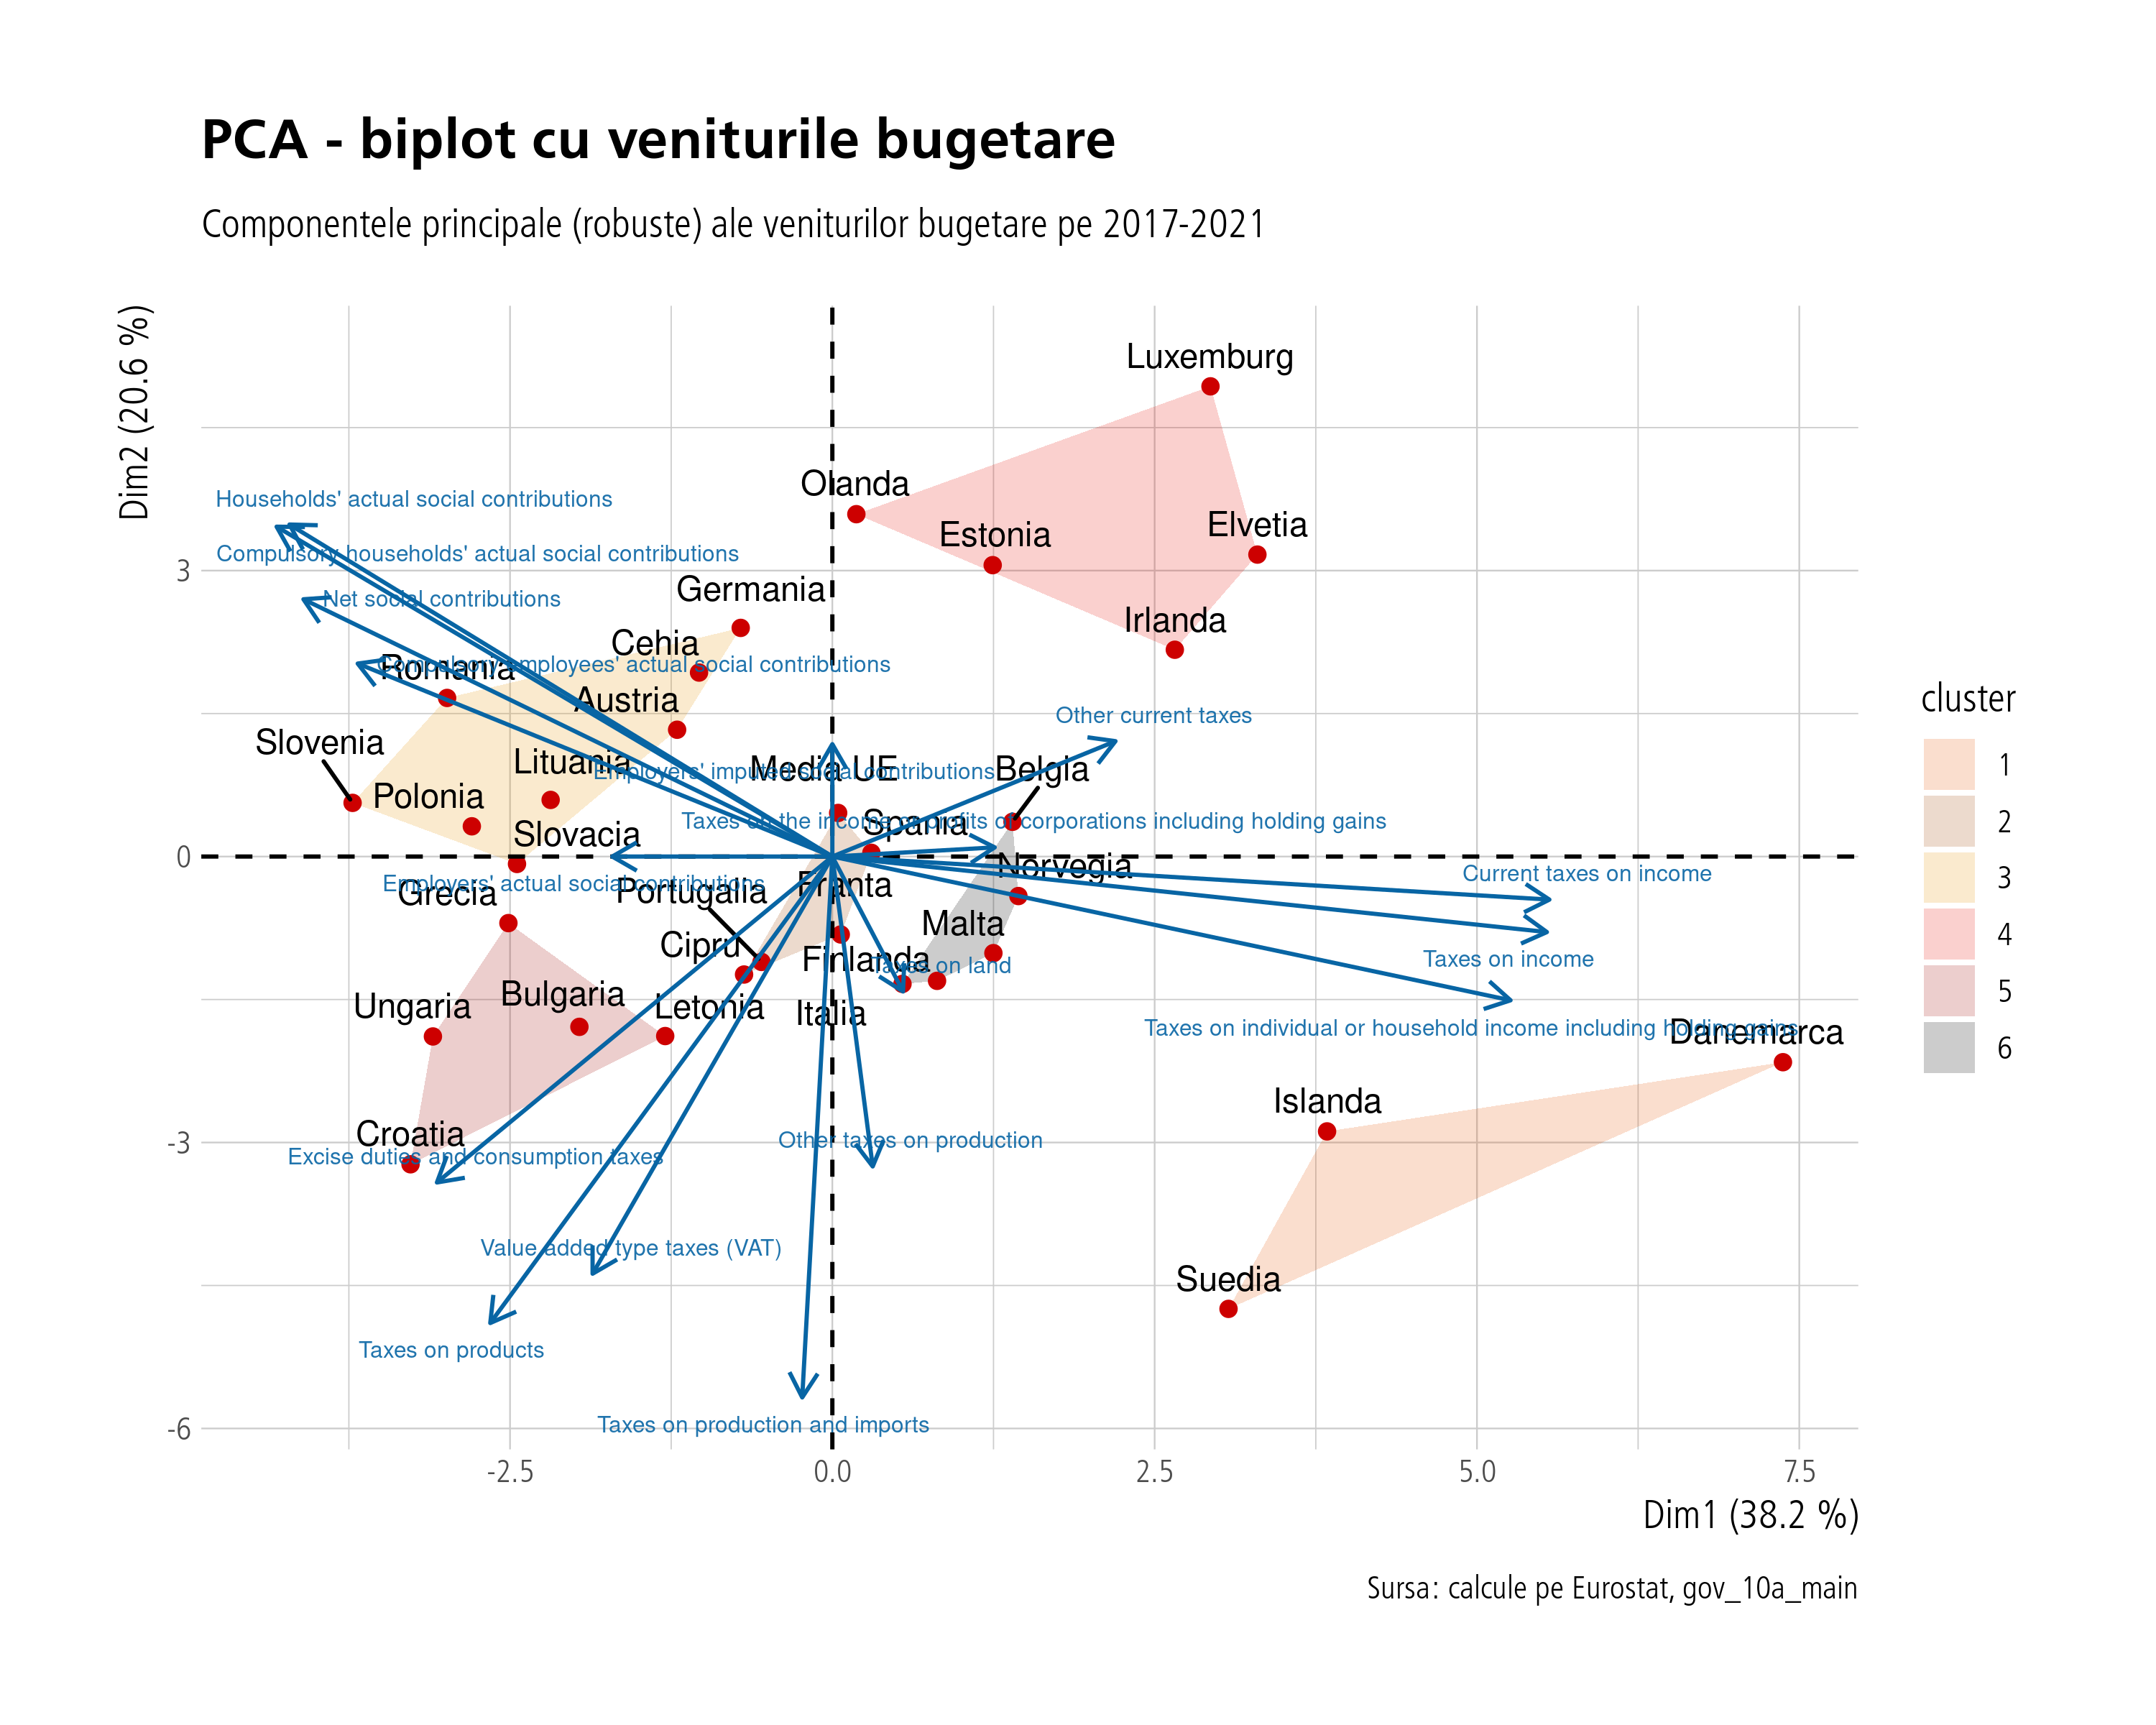 PCA - biplot cu veniturile bugetare
Componentele principale (robuste) ale veniturilor bugetare pe 2017-2021
Dim2 (20.6 %)
Luxemburg
Olanda
Households' actual social contributions
Estonia
Elvetia
Compulsory households' actual social contributions
3
Germania
Net social contributions
Irlanda
Cehia
Romania
Compulsory employees' actual social contributions
Austria
Other current taxes
Slovenia
Lituania
Media UE
Employers' imputed social contributions
Belgia
Polonia
Taxes on the income or profits of corporations including holding gains
Spania
Slovacia
0
Norvegia
Current taxes on income
Employers' actual social contributions
Grecia
Portugalia
Franta
Malta
Cipru
Finlanda
Taxes on land
Taxes on income
Ungaria
Bulgaria
Letonia
Italia
Taxes on individual or household income including holding gains
Danemarca
Islanda
Croatia
-3
Other taxes on production
Excise duties and consumption taxes
Value added type taxes (VAT)
Suedia
Taxes on products
Taxes on production and imports
-6
-2.5
0.0
2.5
5.0
7.5
Dim1 (38.2 %)
cluster
1
2
3
4
5
6
Sursa: calcule pe Eurostat, gov_10a_main